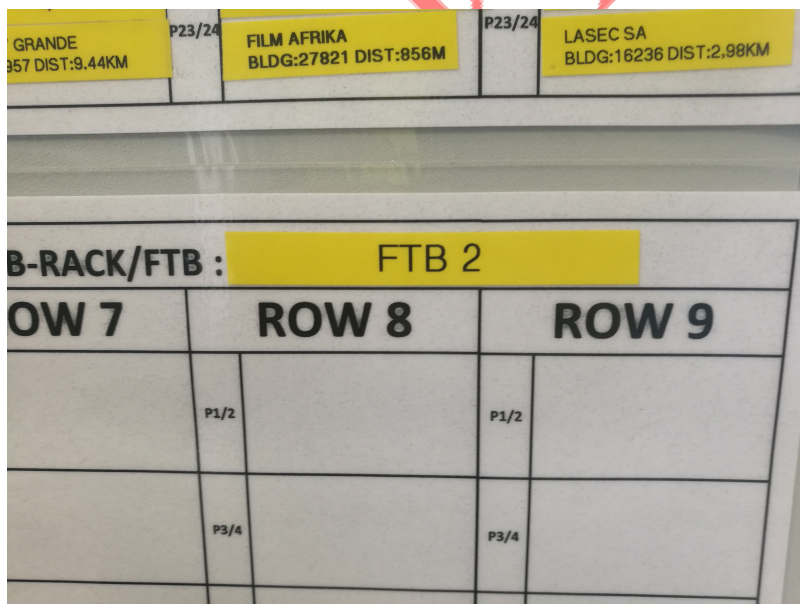 GRANDE
957 DIST:9.44KM
P23/24
FILM AFRIKA
BLDG:27821 DIST:856M
P23/24
LASEC SA
BLDG:16236 DIST:2,98KM
B-RACK/FTB : FTB 2
OW 7 ROW 8 ROW 9
P1/2 P1/2
P3/4 P3/4